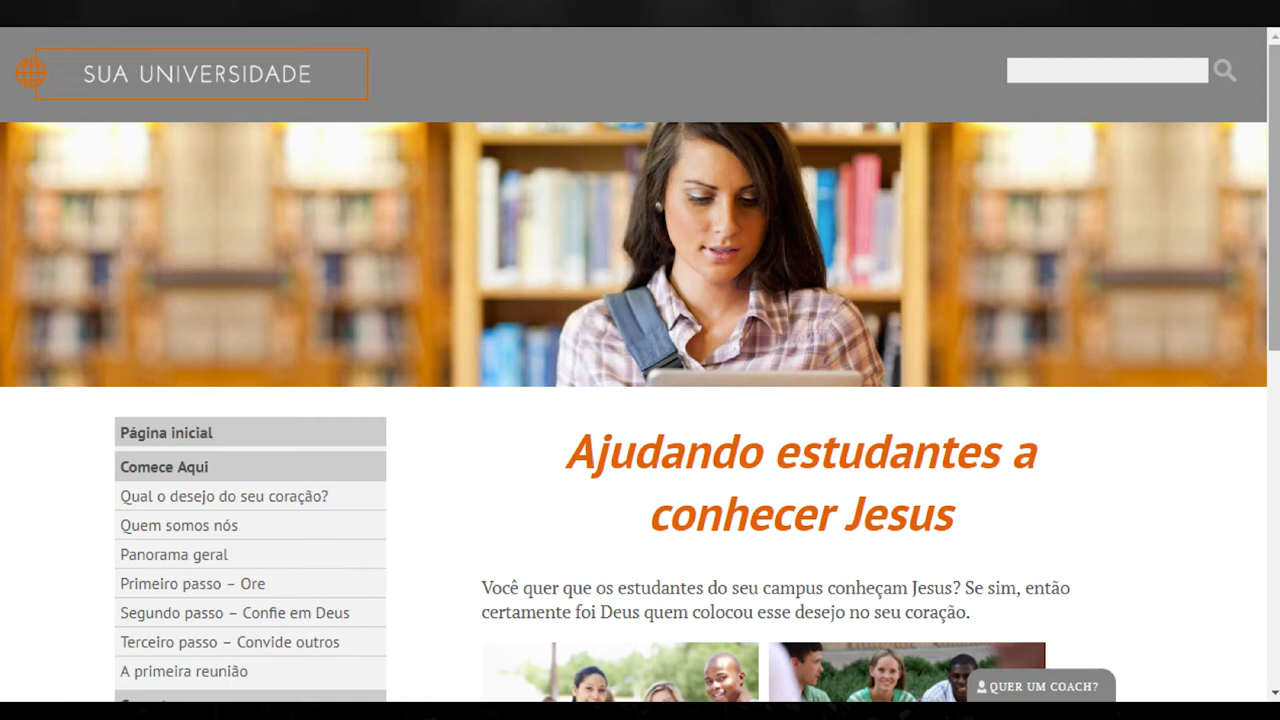 SUA UNIVERSIDADE
Página inicial
Comece Aqui
Qual o desejo do seu coração?
Quem somos nós
Panorama geral
Primeiro passo – Ore
Segundo passo – Confie em Deus
Terceiro passo – Convide outros
A primeira reunião
Ajudando estudantes a
conhecer Jesus
Você quer que os estudantes do seu campus conheçam Jesus? Se sim, então
certamente foi Deus quem colocou esse desejo no seu coração.
QUER UM COACH?